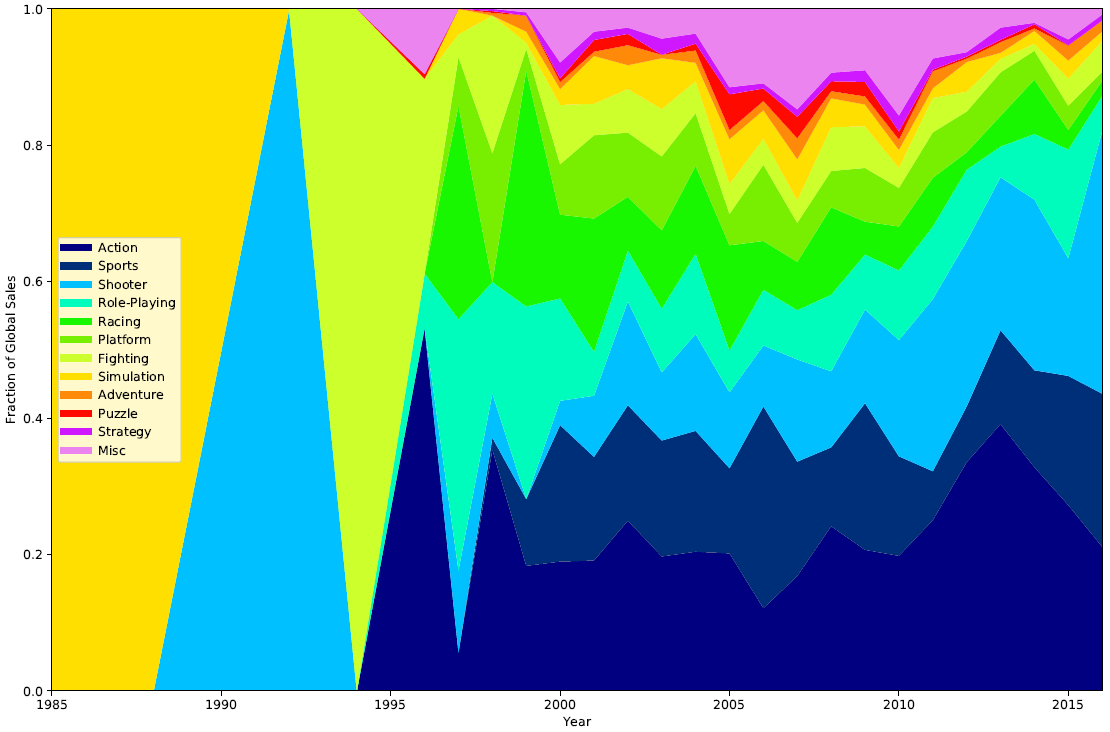 1.0
0.8
0.6
0.4
0.2
0.0
Fraction of Global Sales
Action
Sports
Shooter
Role-Playing
Racing
Platform
Fighting
Simulation
Adventure
Puzzle
Strategy
Misc
1985 1990 1995 2000 2005 2010 2015
Year